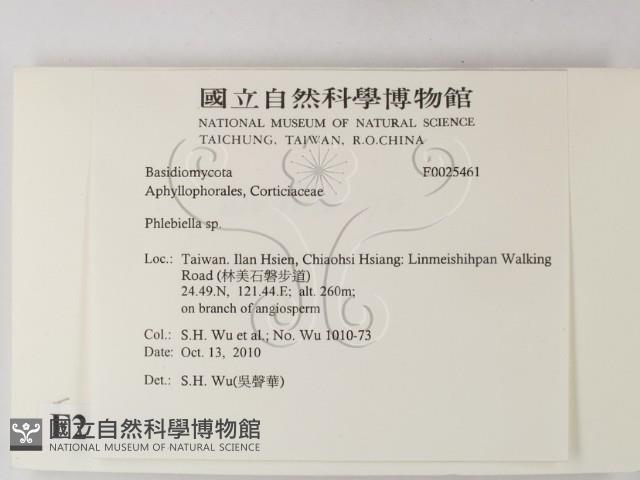 國立自然科學博物館
NATIONAL MUSEUM OF NATURAL SCIENCE
TAICHUNG, TAIWAN, R.O.CHINA
Basidiomycota F0025461
Aphyllophorales, Corticiaceae
Phlebiella sp.
Loc.: Taiwan. Ilan Hsien, Chiaohsi Hsiang: Linmeishihpan Walking
Road (林美石磐步道)
24.49.N, 121.44.E; alt. 260m;
on branch of angiosperm
Col.: S.H. Wu et al.; No. Wu 1010-73
Date: Oct. 13, 2010
Det.: S.H. Wu(吳聲華)
F2
國立自然科學博物館
NATIONAL MUSEUM OF NATURAL SCIENCE